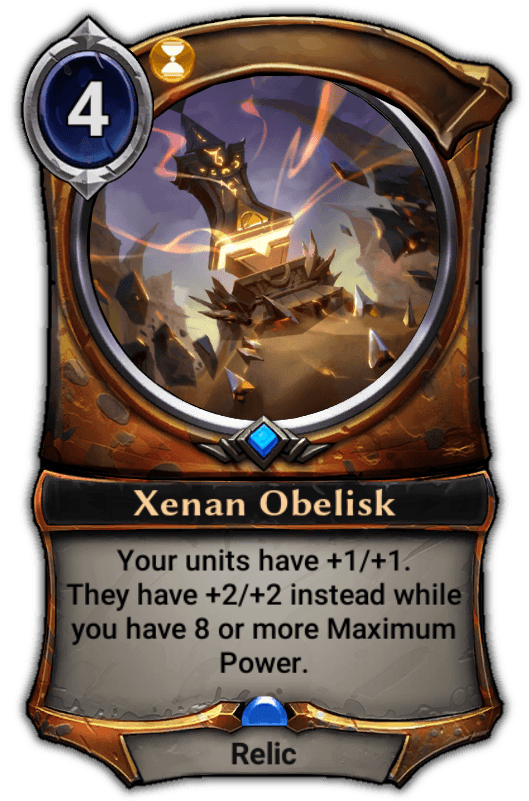 4
Xenan Obelisk
Your units have +1/+1.
They have +2/+2 instead while
you have 8 or more Maximum
Power.
Relic